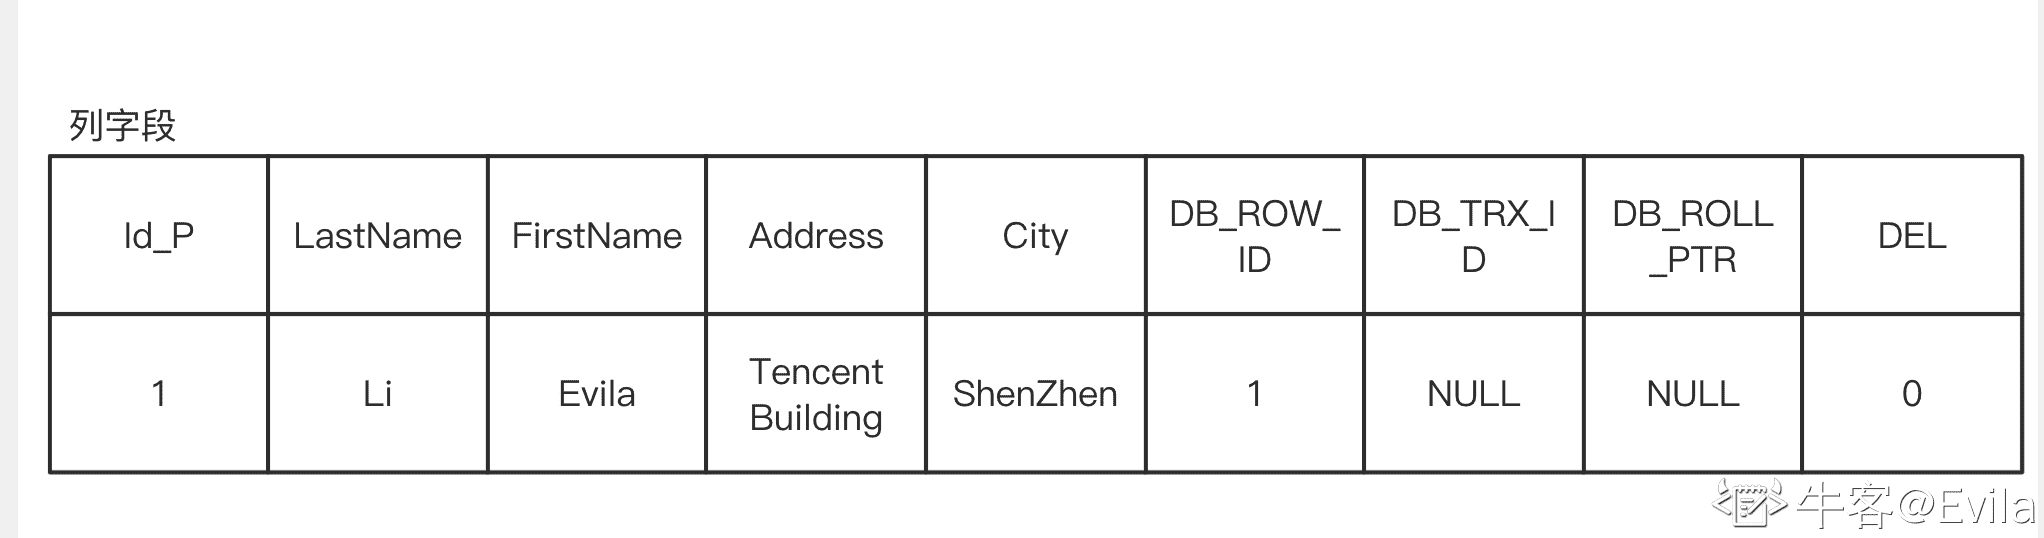 列字段
Id_P LastName FirstName Address City DB_ROW_ID DB_TRX_ID DB_ROLL_PTR DEL
1 Li Evila Tencent Building ShenZhen 1 NULL NULL 0
牛客@Evila